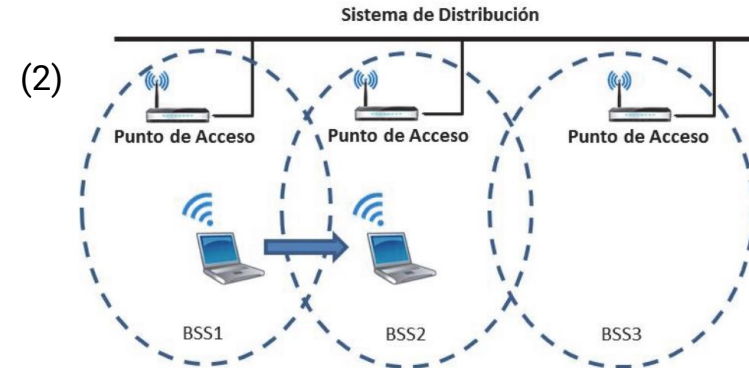 Sistema de Distribución
(2)
Punto de Acceso
Punto de Acceso
Punto de Acceso
BSS1
BSS2
BSS3